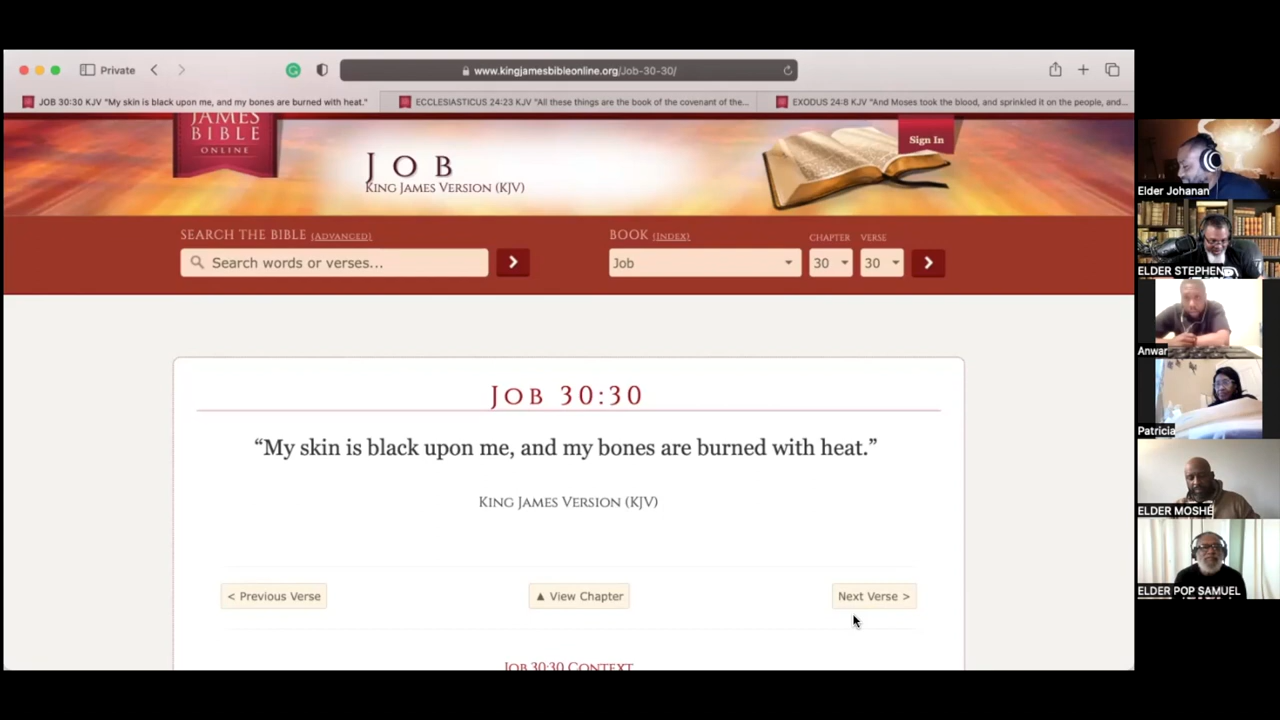 Private
www.kingjamesbibleonline.org/Job-30-30/
JOB 30:30 KJV "My skin is black upon me, and my bones are burned with heat."
ECCLESIASTICUS 24:23 KJV "All these things are the book of the covenant of the...
EXODUS 24:8 KJV "And Moses took the blood, and sprinkled it on the people, and...
JAMES
BIBLE
ONLINE
JOB
KING JAMES VERSION (KJV)
Sign In
SEARCH THE BIBLE (ADVANCED)
Search words or verses...
BOOK (INDEX)
CHAPTER
VERSE
Job
30
30
JOB 30:30
“My skin is black upon me, and my bones are burned with heat.”
KING JAMES VERSION (KJV)
< Previous Verse
▲ View Chapter
Next Verse >
JOB 30:30 CONTEXT
Elder Johanan
ELDER STEPHEN
Anwar
Patricia
ELDER MOSHÉ
ELDER POP SAMUEL